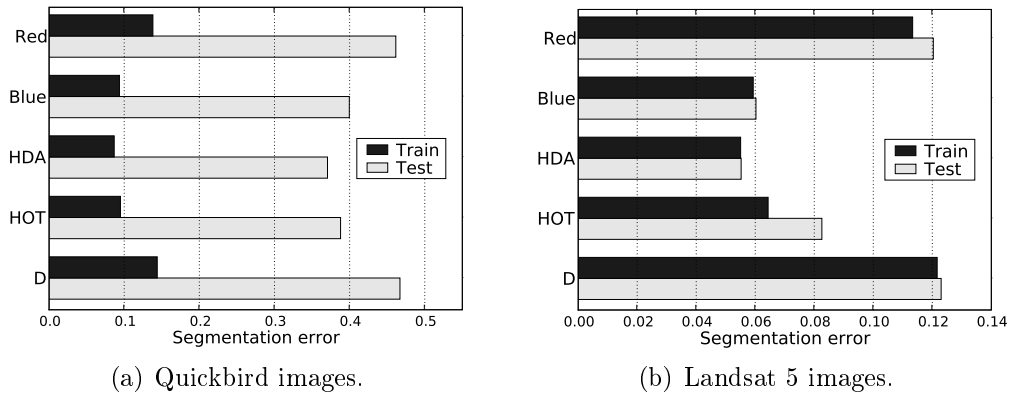 Red
Blue
HDA
HOT
D
Train
Test
0.0 0.1 0.2 0.3 0.4 0.5
Segmentation error
(a) Quickbird images.
Red
Blue
HDA
HOT
D
Train
Test
0.00 0.02 0.04 0.06 0.08 0.10 0.12 0.14
Segmentation error
(b) Landsat 5 images.